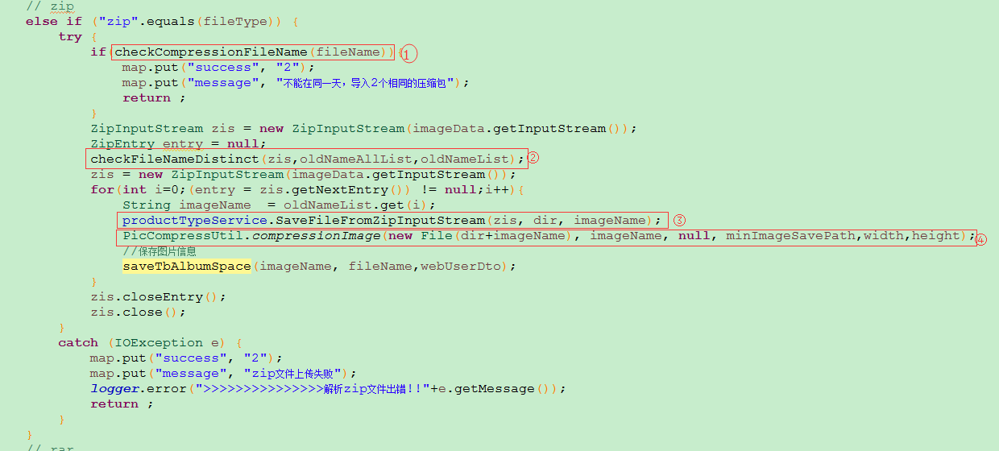 // zip
else if ("zip".equals(fileType)) {
try {
if(checkCompressionFileName(fileName)){ ①
map.put("success", "2");
map.put("message", "不能在同一天，导入2个相同的压缩包");
return ;
}
ZipInputStream zis = new ZipInputStream(imageData.getInputStream());
ZipEntry entry = null;
checkFileNameDistinct(zis,oldNameAllList,oldNameList); ②
zis = new ZipInputStream(imageData.getInputStream());
for(int i=0;(entry = zis.getNextEntry()) != null;i++){
String imageName  = oldNameList.get(i);
productTypeService.SaveFileFromZipInputStream(zis, dir, imageName); ③
PicCompressUtil.compressionImage(new File(dir+imageName), imageName, null, minImageSavePath,width,height); ④
//保存图片信息
saveTbAlbumSpace(imageName, fileName,webUserDto);
}
zis.closeEntry();
zis.close();
}
catch (IOException e) {
map.put("success", "2");
map.put("message", "zip文件上传失败");
logger.error(">>>>>>>>>>>>>>>解析zip文件出错!!"+e.getMessage());
return ;
}
}
// rar